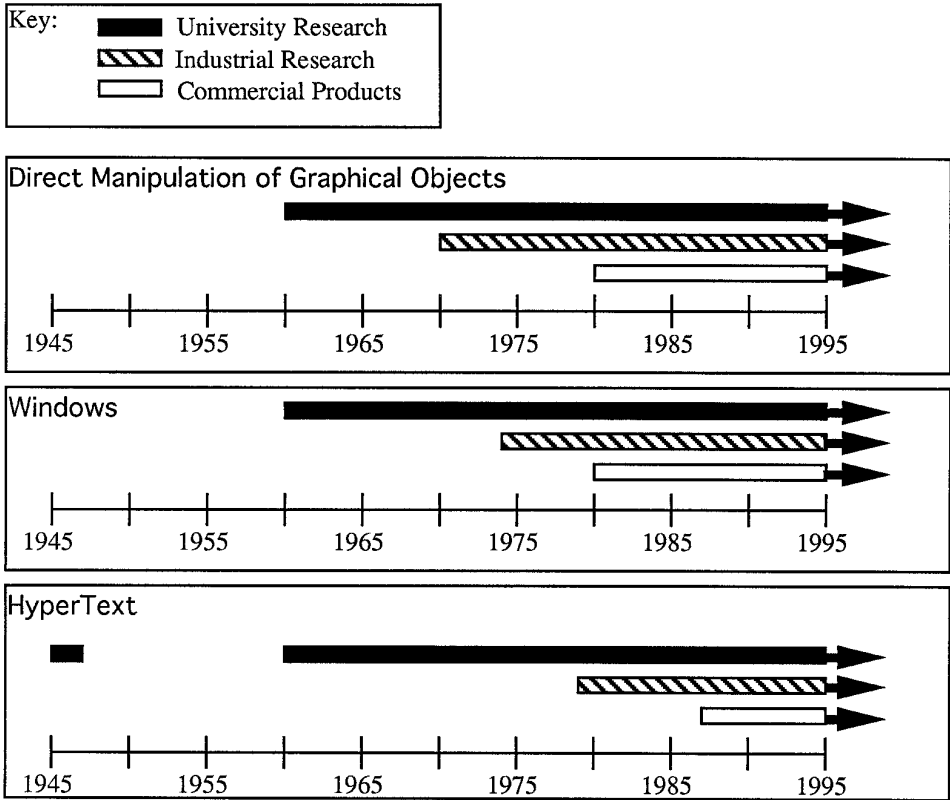 Key:
University Research
Industrial Research
Commercial Products
Direct Manipulation of Graphical Objects
1945 1955 1965 1975 1985 1995
Windows
1945 1955 1965 1975 1985 1995
HyperText
1945 1955 1965 1975 1985 1995